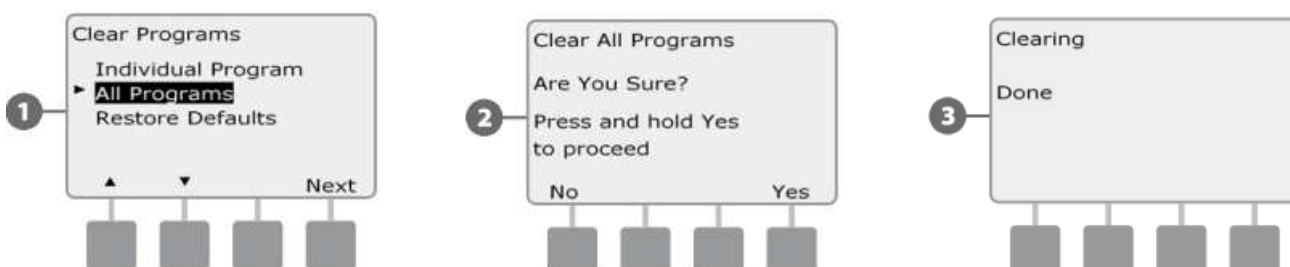 1
Clear Programs
Individual Program
► All Programs
Restore Defaults
▲ ▼ Next
2
Clear All Programs
Are You Sure?
Press and hold Yes
to proceed
No Yes
3
Clearing
Done